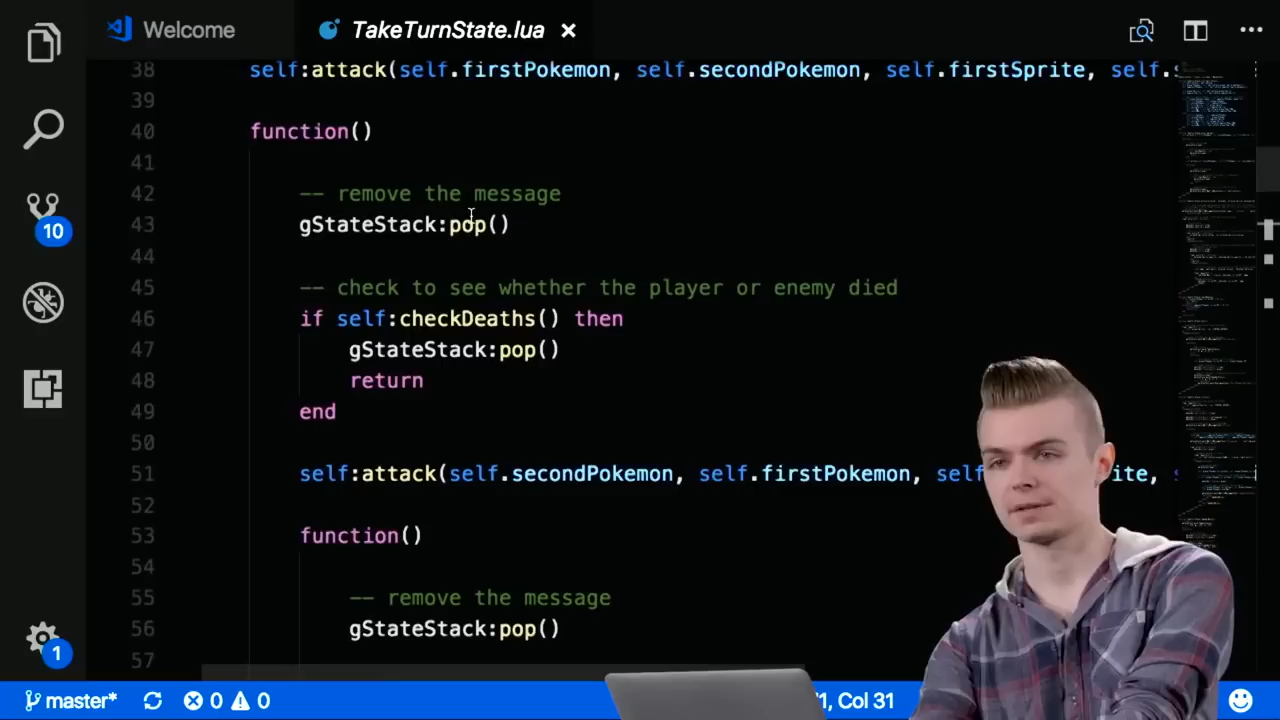 Welcome
TakeTurnState.lua
38 self:attack(self.firstPokemon, self.secondPokemon, self.firstSprite, self.
39
40 function()
41
42 -- remove the message
43 gStateStack:pop()
44
45 -- check to see whether the player or enemy died
46 if self:checkDeaths() then
47 gStateStack:pop()
48 return
49 end
50
51 self:attack(self.secondPokemon, self.firstPokemon, self
52
53 function()
54
55 -- remove the message
56 gStateStack:pop()
57
10
1
master*
0 0
Col 31